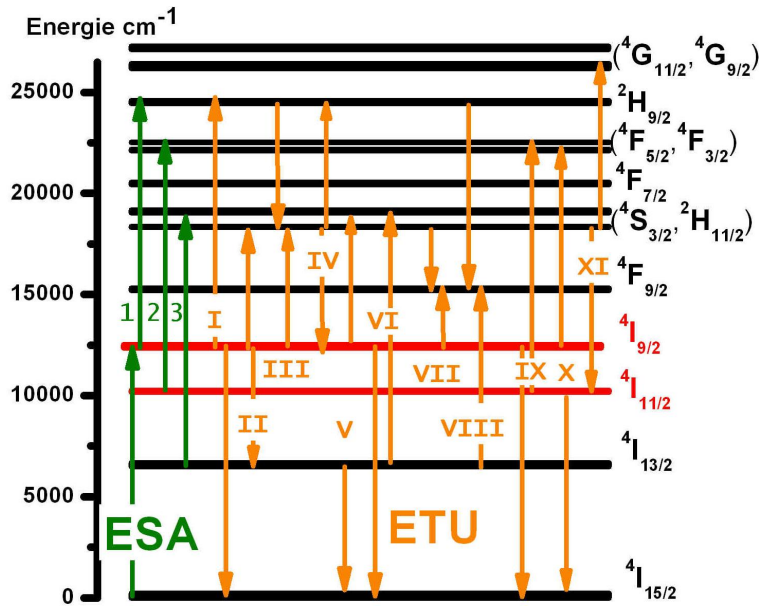 Energie cm⁻¹
(⁴G₁₁/₂,⁴G₉/₂)
25000
²H₉/₂
(⁴F₅/₂,⁴F₃/₂)
20000
⁴F₇/₂
(⁴S₃/₂,²H₁₁/₂)
IV
XI
15000
⁴F₉/₂
1 2 3 I VI
⁴I₉/₂
III VII IX X
10000
⁴I₁₁/₂
II V VIII
⁴I₁₃/₂
5000
ESA ETU
⁴I₁₅/₂
0